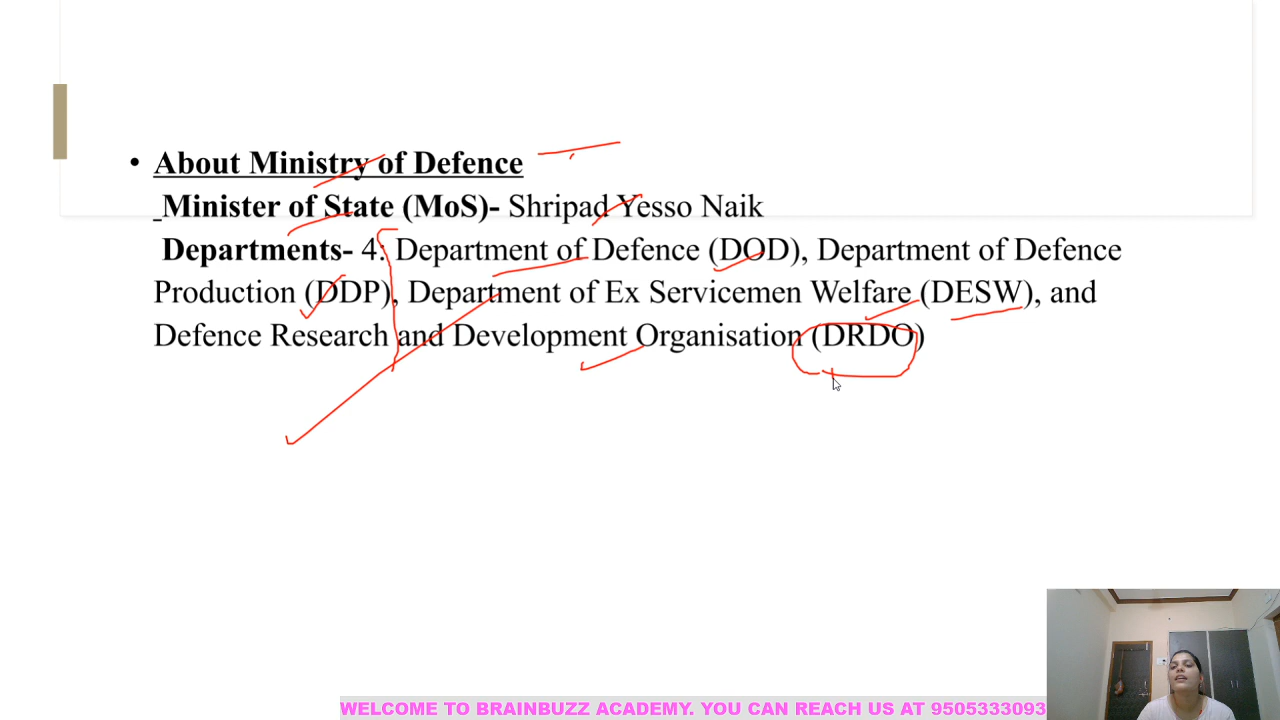 • About Ministry of Defence
Minister of State (MoS)- Shripad Yesso Naik
Departments- 4: Department of Defence (DOD), Department of Defence
Production (DDP), Department of Ex Servicemen Welfare (DESW), and
Defence Research and Development Organisation (DRDO)
WELCOME TO BRAINBUZZ ACADEMY. YOU CAN REACH US AT 9505333093